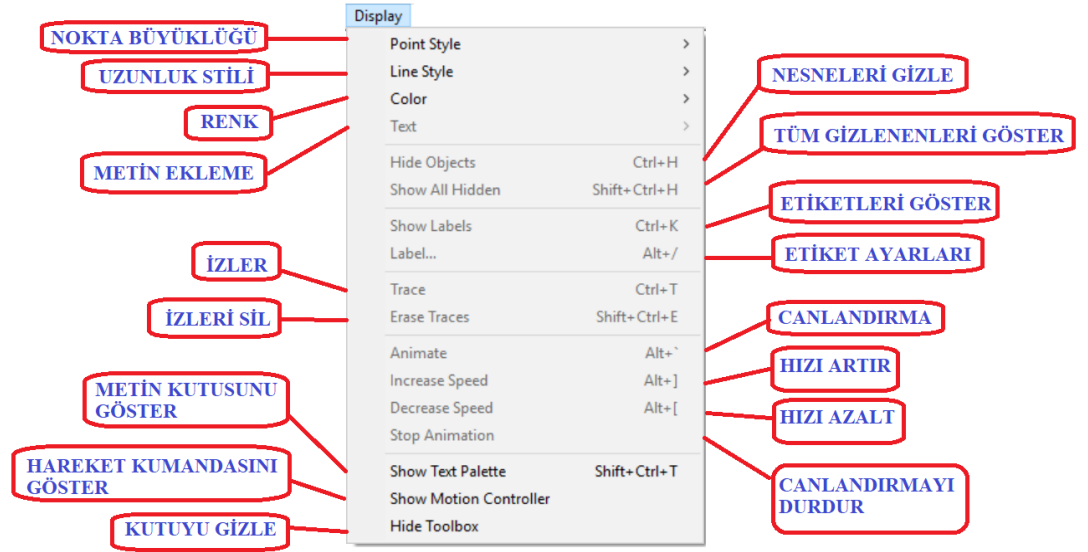 Display
NOKTA BÜYÜKLÜĞÜ
UZUNLUK STİLİ
RENK
METİN EKLEME
İZLER
İZLERİ SİL
METİN KUTUSUNU
GÖSTER
HAREKET KUMANDASINI
GÖSTER
KUTUYU GİZLE
Point Style >
Line Style >
Color >
Text >
Hide Objects Ctrl+H
Show All Hidden Shift+Ctrl+H
Show Labels Ctrl+K
Label... Alt+/
Trace Ctrl+T
Erase Traces Shift+Ctrl+E
Animate Alt+`
Increase Speed Alt+]
Decrease Speed Alt+[
Stop Animation
Show Text Palette Shift+Ctrl+T
Show Motion Controller
Hide Toolbox
NESNELERİ GİZLE
TÜM GİZLENENLERİ GÖSTER
ETİKETLERİ GÖSTER
ETİKET AYARLARI
CANLANDIRMA
HIZI ARTIR
HIZI AZALT
CANLANDIRMAYI
DURDUR